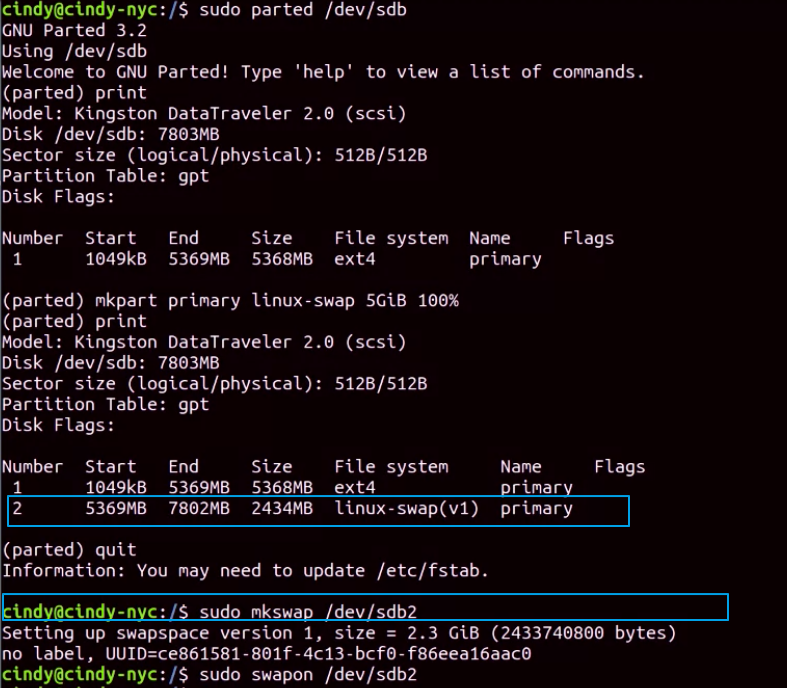 cindy@cindy-nyc:/$ sudo parted /dev/sdb
GNU Parted 3.2
Using /dev/sdb
Welcome to GNU Parted! Type 'help' to view a list of commands.
(parted) print
Model: Kingston DataTraveler 2.0 (scsi)
Disk /dev/sdb: 7803MB
Sector size (logical/physical): 512B/512B
Partition Table: gpt
Disk Flags:
Number  Start   End     Size    File system  Name     Flags
 1      1049kB  5369MB  5368MB  ext4         primary
(parted) mkpart primary linux-swap 5GiB 100%
(parted) print
Model: Kingston DataTraveler 2.0 (scsi)
Disk /dev/sdb: 7803MB
Sector size (logical/physical): 512B/512B
Partition Table: gpt
Disk Flags:
Number  Start   End     Size    File system     Name     Flags
 1      1049kB  5369MB  5368MB  ext4            primary
 2      5369MB  7802MB  2434MB  linux-swap(v1)  primary
(parted) quit
Information: You may need to update /etc/fstab.
cindy@cindy-nyc:/$ sudo mkswap /dev/sdb2
Setting up swapspace version 1, size = 2.3 GiB (2433740800 bytes)
no label, UUID=ce861581-801f-4c13-bcf0-f86eea16aac0
cindy@cindy-nyc:/$ sudo swapon /dev/sdb2